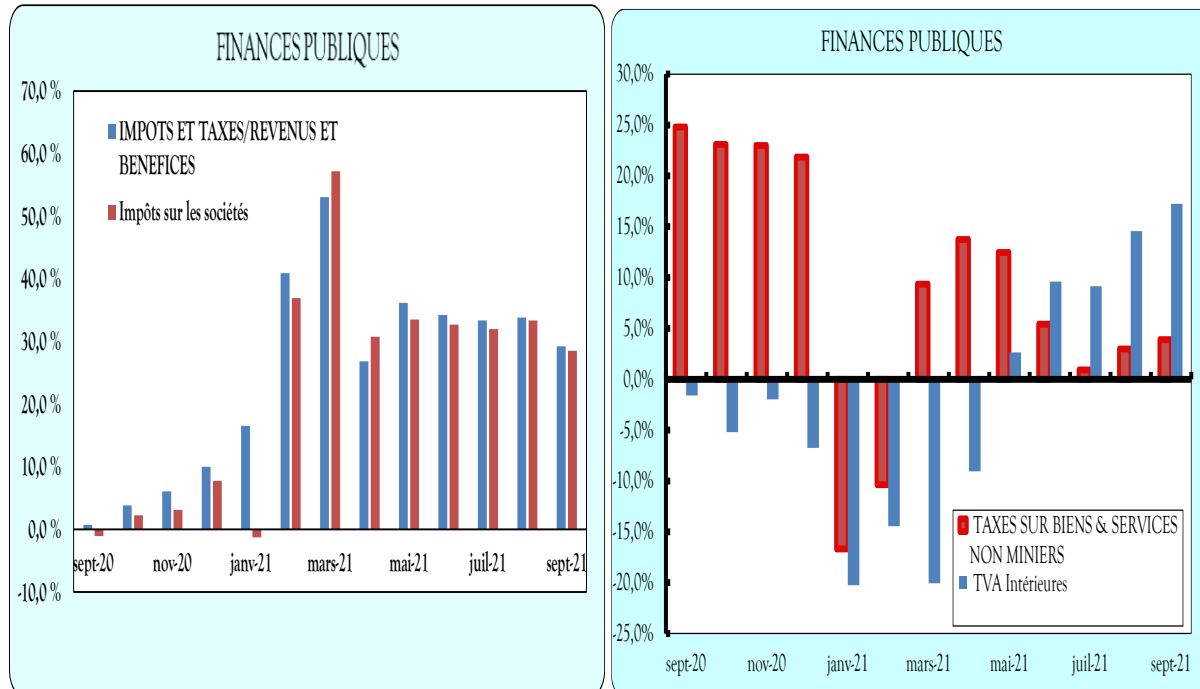 FINANCES PUBLIQUES
70,0 %
60,0 %
50,0 %
40,0 %
30,0 %
20,0 %
10,0 %
0,0 %
-10,0 %
IMPOTS ET TAXES/REVENUS ET
BENEFICES
Impôts sur les sociétés
sept-20 nov-20 janv-21 mars-21 mai-21 juil-21 sept-21
FINANCES PUBLIQUES
30,0%
25,0%
20,0%
15,0%
10,0%
5,0%
0,0%
-5,0%
-10,0%
-15,0%
-20,0%
-25,0%
TAXES SUR BIENS & SERVICES
NON MINIERS
TVA Intérieures
sept-20 nov-20 janv-21 mars-21 mai-21 juil-21 sept-21